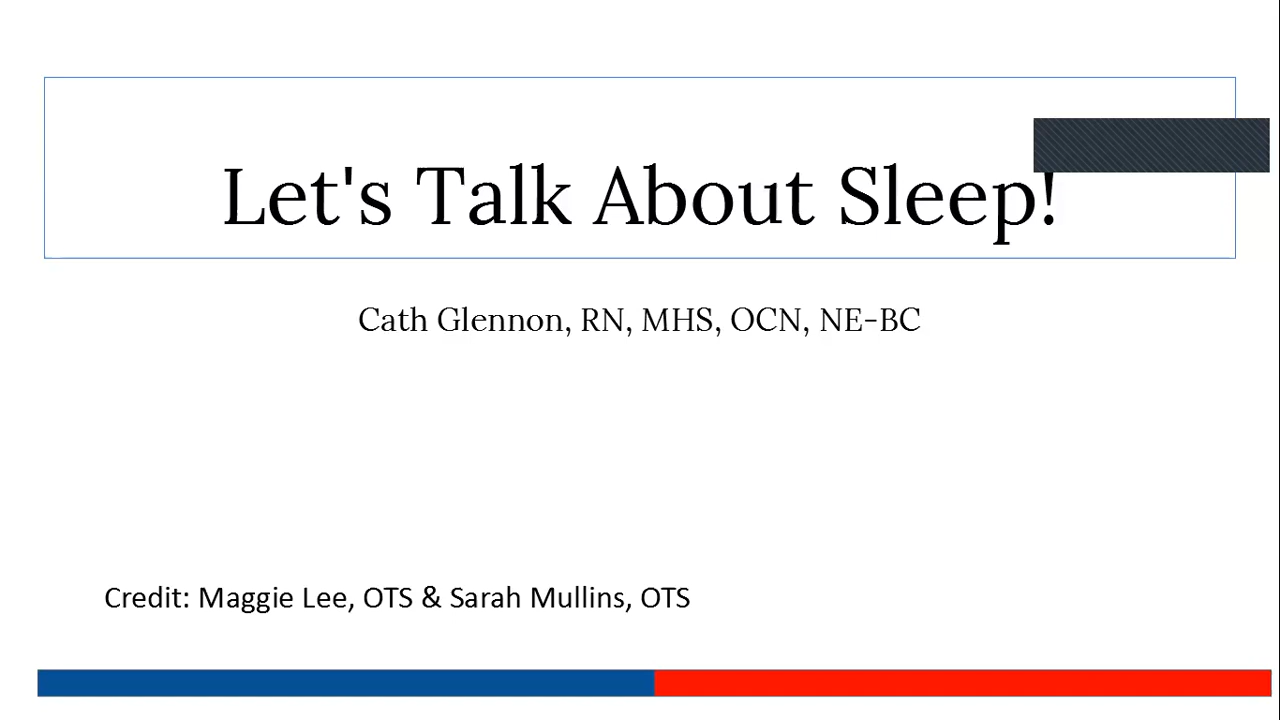 Let's Talk About Sleep!
Cath Glennon, RN, MHS, OCN, NE-BC
Credit: Maggie Lee, OTS & Sarah Mullins, OTS